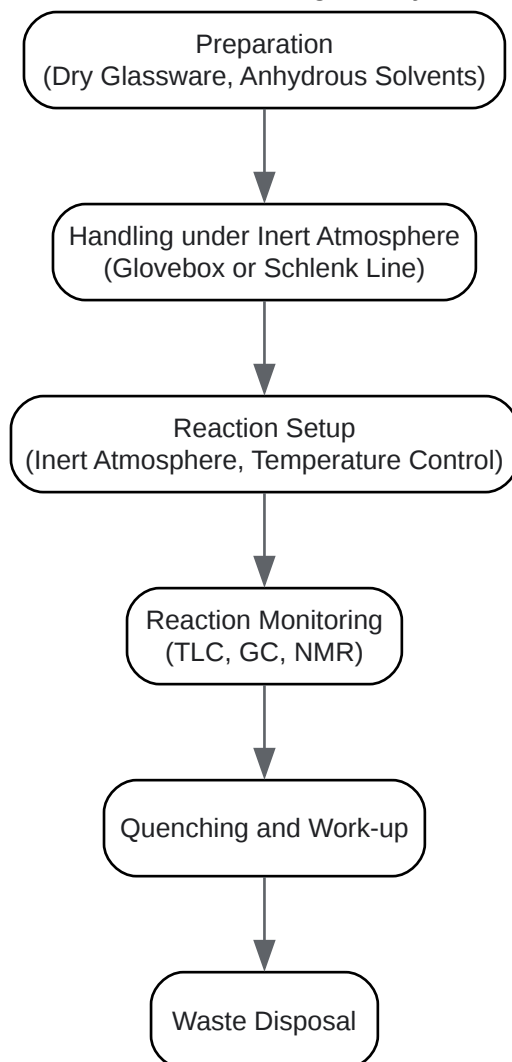 Preparation
(Dry Glassware, Anhydrous Solvents)
Handling under Inert Atmosphere
(Glovebox or Schlenk Line)
Reaction Setup
(Inert Atmosphere, Temperature Control)
Reaction Monitoring
(TLC, GC, NMR)
Quenching and Work-up
Waste Disposal